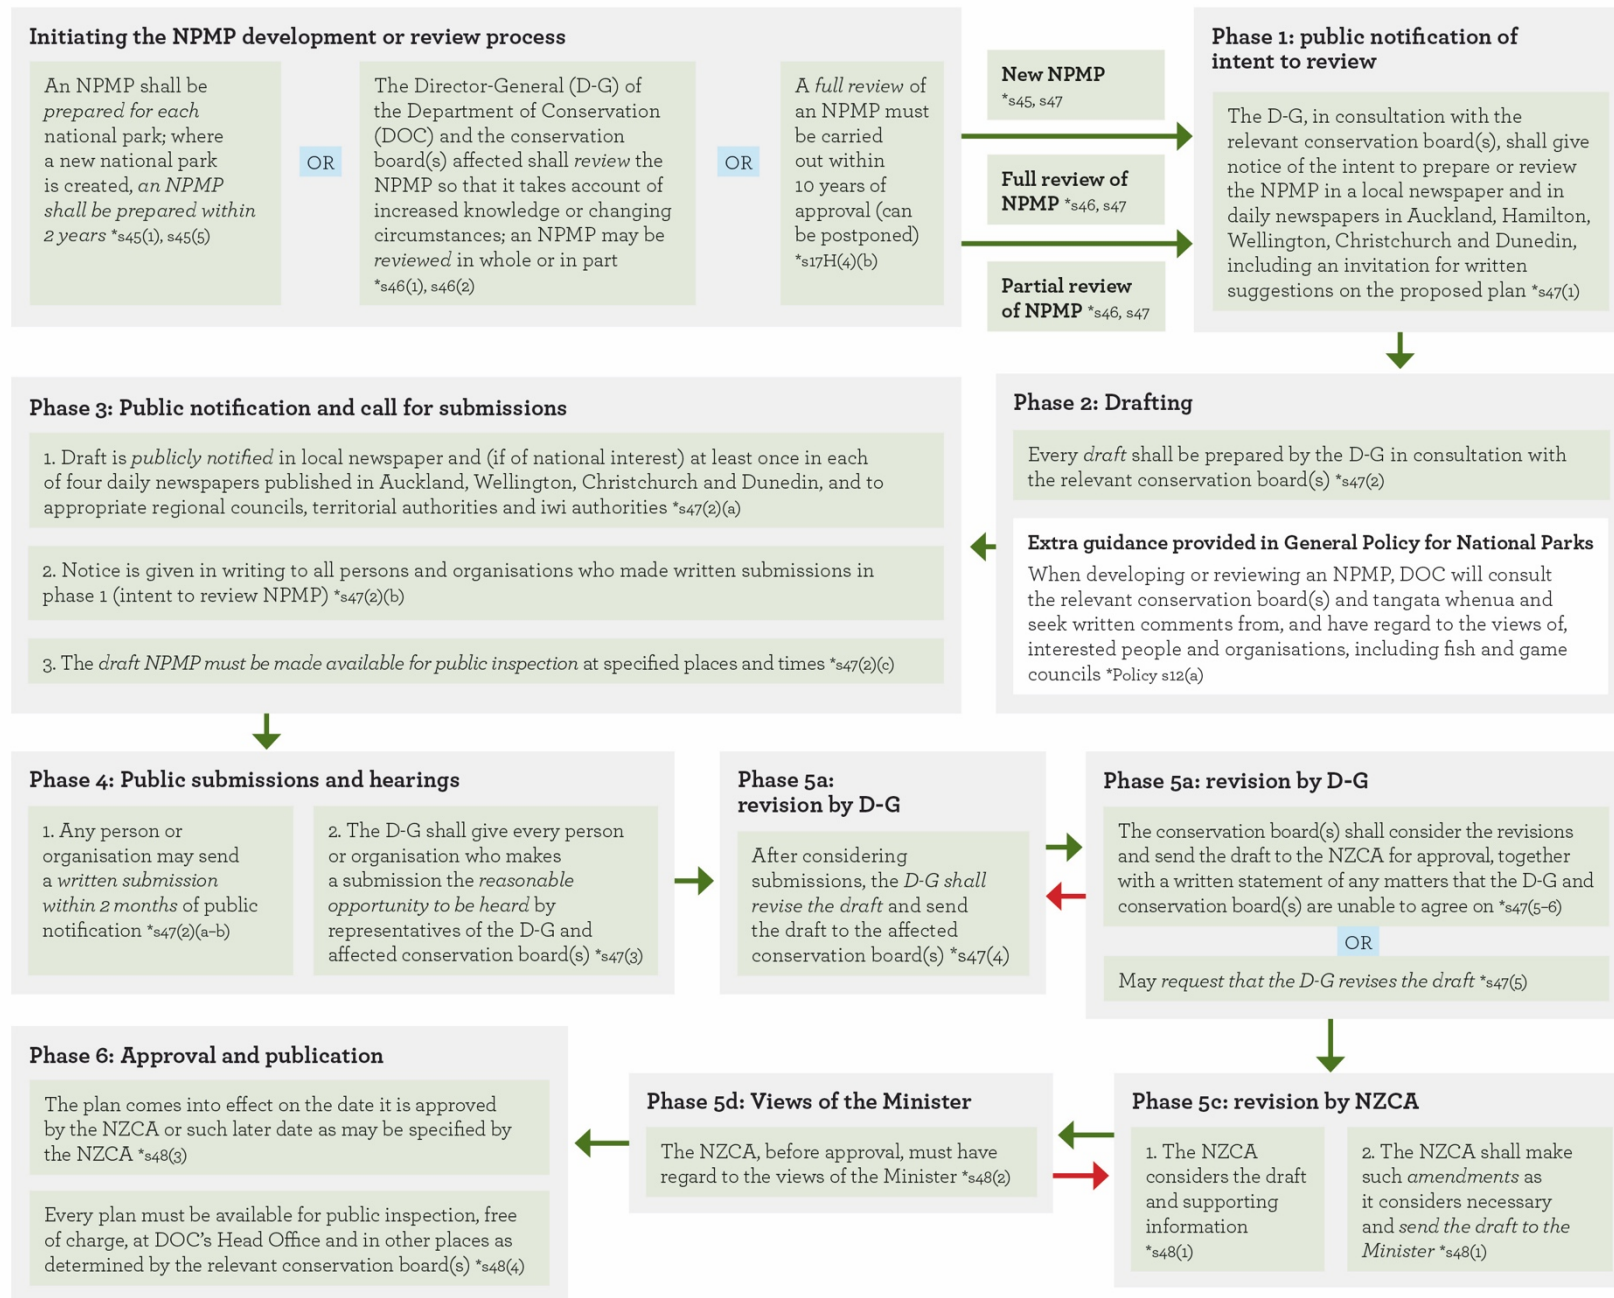 Initiating the NPMP development or review process
An NPMP shall be
prepared for each
national park; where
a new national park
is created, an NPMP
shall be prepared within
2 years *s45(1), s45(5)
OR
The Director-General (D-G) of
the Department of Conservation
(DOC) and the conservation
board(s) affected shall review the
NPMP so that it takes account of
increased knowledge or changing
circumstances; an NPMP may be
reviewed in whole or in part
*s46(1), s46(2)
OR
A full review of
an NPMP must
be carried
out within
10 years of
approval (can
be postponed)
*s17H(4)(b)
New NPMP
*s45, s47
Full review of
NPMP *s46, s47
Partial review
of NPMP *s46, s47
Phase 1: public notification of
intent to review
The D-G, in consultation with the
relevant conservation board(s), shall give
notice of the intent to prepare or review
the NPMP in a local newspaper and in
daily newspapers in Auckland, Hamilton,
Wellington, Christchurch and Dunedin,
including an invitation for written
suggestions on the proposed plan *s47(1)
Phase 2: Drafting
Every draft shall be prepared by the D-G in consultation with
the relevant conservation board(s) *s47(2)
Extra guidance provided in General Policy for National Parks
When developing or reviewing an NPMP, DOC will consult
the relevant conservation board(s) and tangata whenua and
seek written comments from, and have regard to the views of,
interested people and organisations, including fish and game
councils *Policy s12(a)
Phase 3: Public notification and call for submissions
1. Draft is publicly notified in local newspaper and (if of national interest) at least once in each
of four daily newspapers published in Auckland, Wellington, Christchurch and Dunedin, and to
appropriate regional councils, territorial authorities and iwi authorities *s47(2)(a)
2. Notice is given in writing to all persons and organisations who made written submissions in
phase 1 (intent to review NPMP) *s47(2)(b)
3. The draft NPMP must be made available for public inspection at specified places and times *s47(2)(c)
Phase 4: Public submissions and hearings
1. Any person or
organisation may send
a written submission
within 2 months of public
notification *s47(2)(a–b)
2. The D-G shall give every person
or organisation who makes
a submission the reasonable
opportunity to be heard by
representatives of the D-G and
affected conservation board(s) *s47(3)
Phase 5a:
revision by D-G
After considering
submissions, the D-G shall
revise the draft and send
the draft to the affected
conservation board(s) *s47(4)
Phase 5a: revision by D-G
The conservation board(s) shall consider the revisions
and send the draft to the NZCA for approval, together
with a written statement of any matters that the D-G and
conservation board(s) are unable to agree on *s47(5–6)
OR
May request that the D-G revises the draft *s47(5)
Phase 5c: revision by NZCA
1. The NZCA
considers the draft
and supporting
information
*s48(1)
2. The NZCA shall make
such amendments as
it considers necessary
and send the draft to the
Minister *s48(1)
Phase 5d: Views of the Minister
The NZCA, before approval, must have
regard to the views of the Minister *s48(2)
Phase 6: Approval and publication
The plan comes into effect on the date it is approved
by the NZCA or such later date as may be specified by
the NZCA *s48(3)
Every plan must be available for public inspection, free
of charge, at DOC's Head Office and in other places as
determined by the relevant conservation board(s) *s48(4)